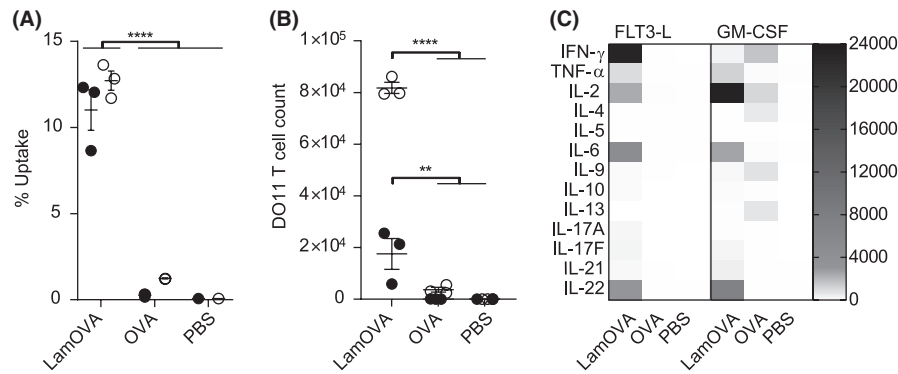 (A)
****
% Uptake
15
10
5
0
LamOVA
OVA
PBS
(B)
****
**
DO11 T cell count
1×10⁵
8×10⁴
6×10⁴
4×10⁴
2×10⁴
0
LamOVA
OVA
PBS
(C)
FLT3-L GM-CSF
IFN-γ
TNF-α
IL-2
IL-4
IL-5
IL-6
IL-9
IL-10
IL-13
IL-17A
IL-17F
IL-21
IL-22
LamOVA
OVA
PBS
LamOVA
OVA
PBS
24000
20000
16000
12000
8000
4000
0